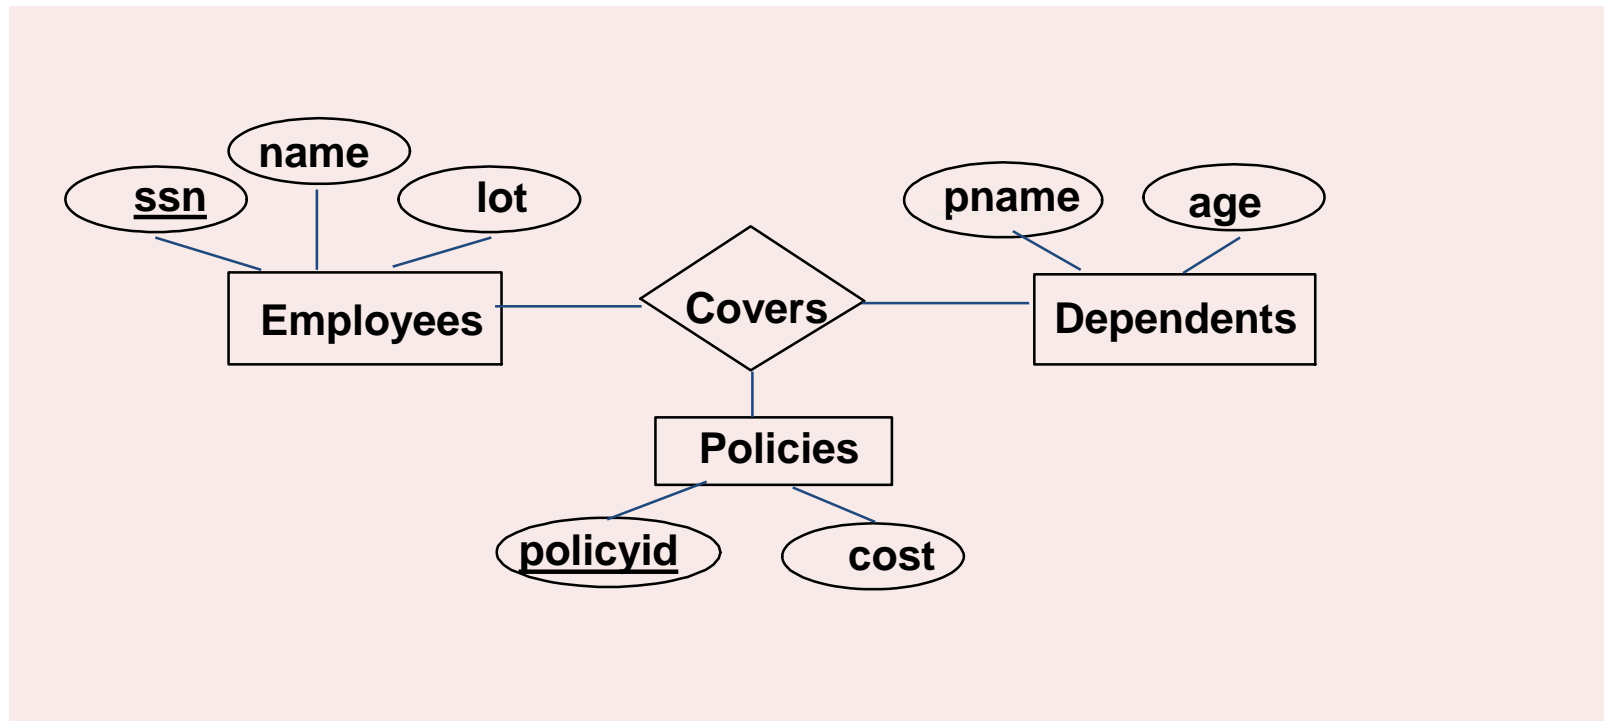 name
ssn
lot
pname
age
Employees
Covers
Dependents
Policies
policyid
cost